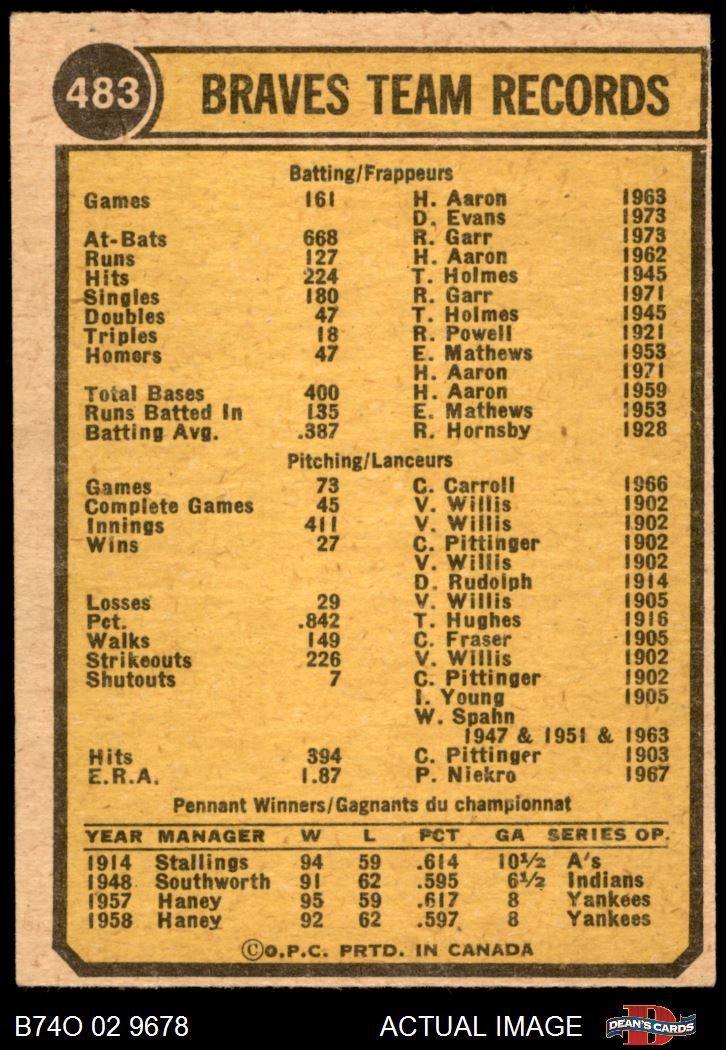 483 BRAVES TEAM RECORDS
Batting/Frappeurs
Games 161 H. Aaron 1963
D. Evans 1973
At-Bats 668 R. Garr 1973
Runs 127 H. Aaron 1962
Hits 224 T. Holmes 1945
Singles 180 R. Garr 1971
Doubles 47 T. Holmes 1945
Triples 18 R. Powell 1921
Homers 47 E. Mathews 1953
H. Aaron 1971
Total Bases 400 H. Aaron 1959
Runs Batted In 135 E. Mathews 1953
Batting Avg. .387 R. Hornsby 1928
Pitching/Lanceurs
Games 73 C. Carroll 1966
Complete Games 45 V. Willis 1902
Innings 411 V. Willis 1902
Wins 27 C. Pittinger 1902
V. Willis 1902
D. Rudolph 1914
Losses 29 V. Willis 1905
Pct. .842 T. Hughes 1916
Walks 149 C. Fraser 1905
Strikeouts 226 V. Willis 1902
Shutouts 7 C. Pittinger 1902
I. Young 1905
W. Spahn
1947 & 1951 & 1963
Hits 394 C. Pittinger 1903
E.R.A. 1.87 P. Niekro 1967
Pennant Winners/Gagnants du championnat
YEAR MANAGER W L PCT GA SERIES OP.
1914 Stallings 94 59 .614 10½ A's
1948 Southworth 91 62 .595 6½ Indians
1957 Haney 95 59 .617 8 Yankees
1958 Haney 92 62 .597 8 Yankees
©O.P.C. PRTD. IN CANADA
B74O 02 9678 ACTUAL IMAGE D DEAN'S CARDS